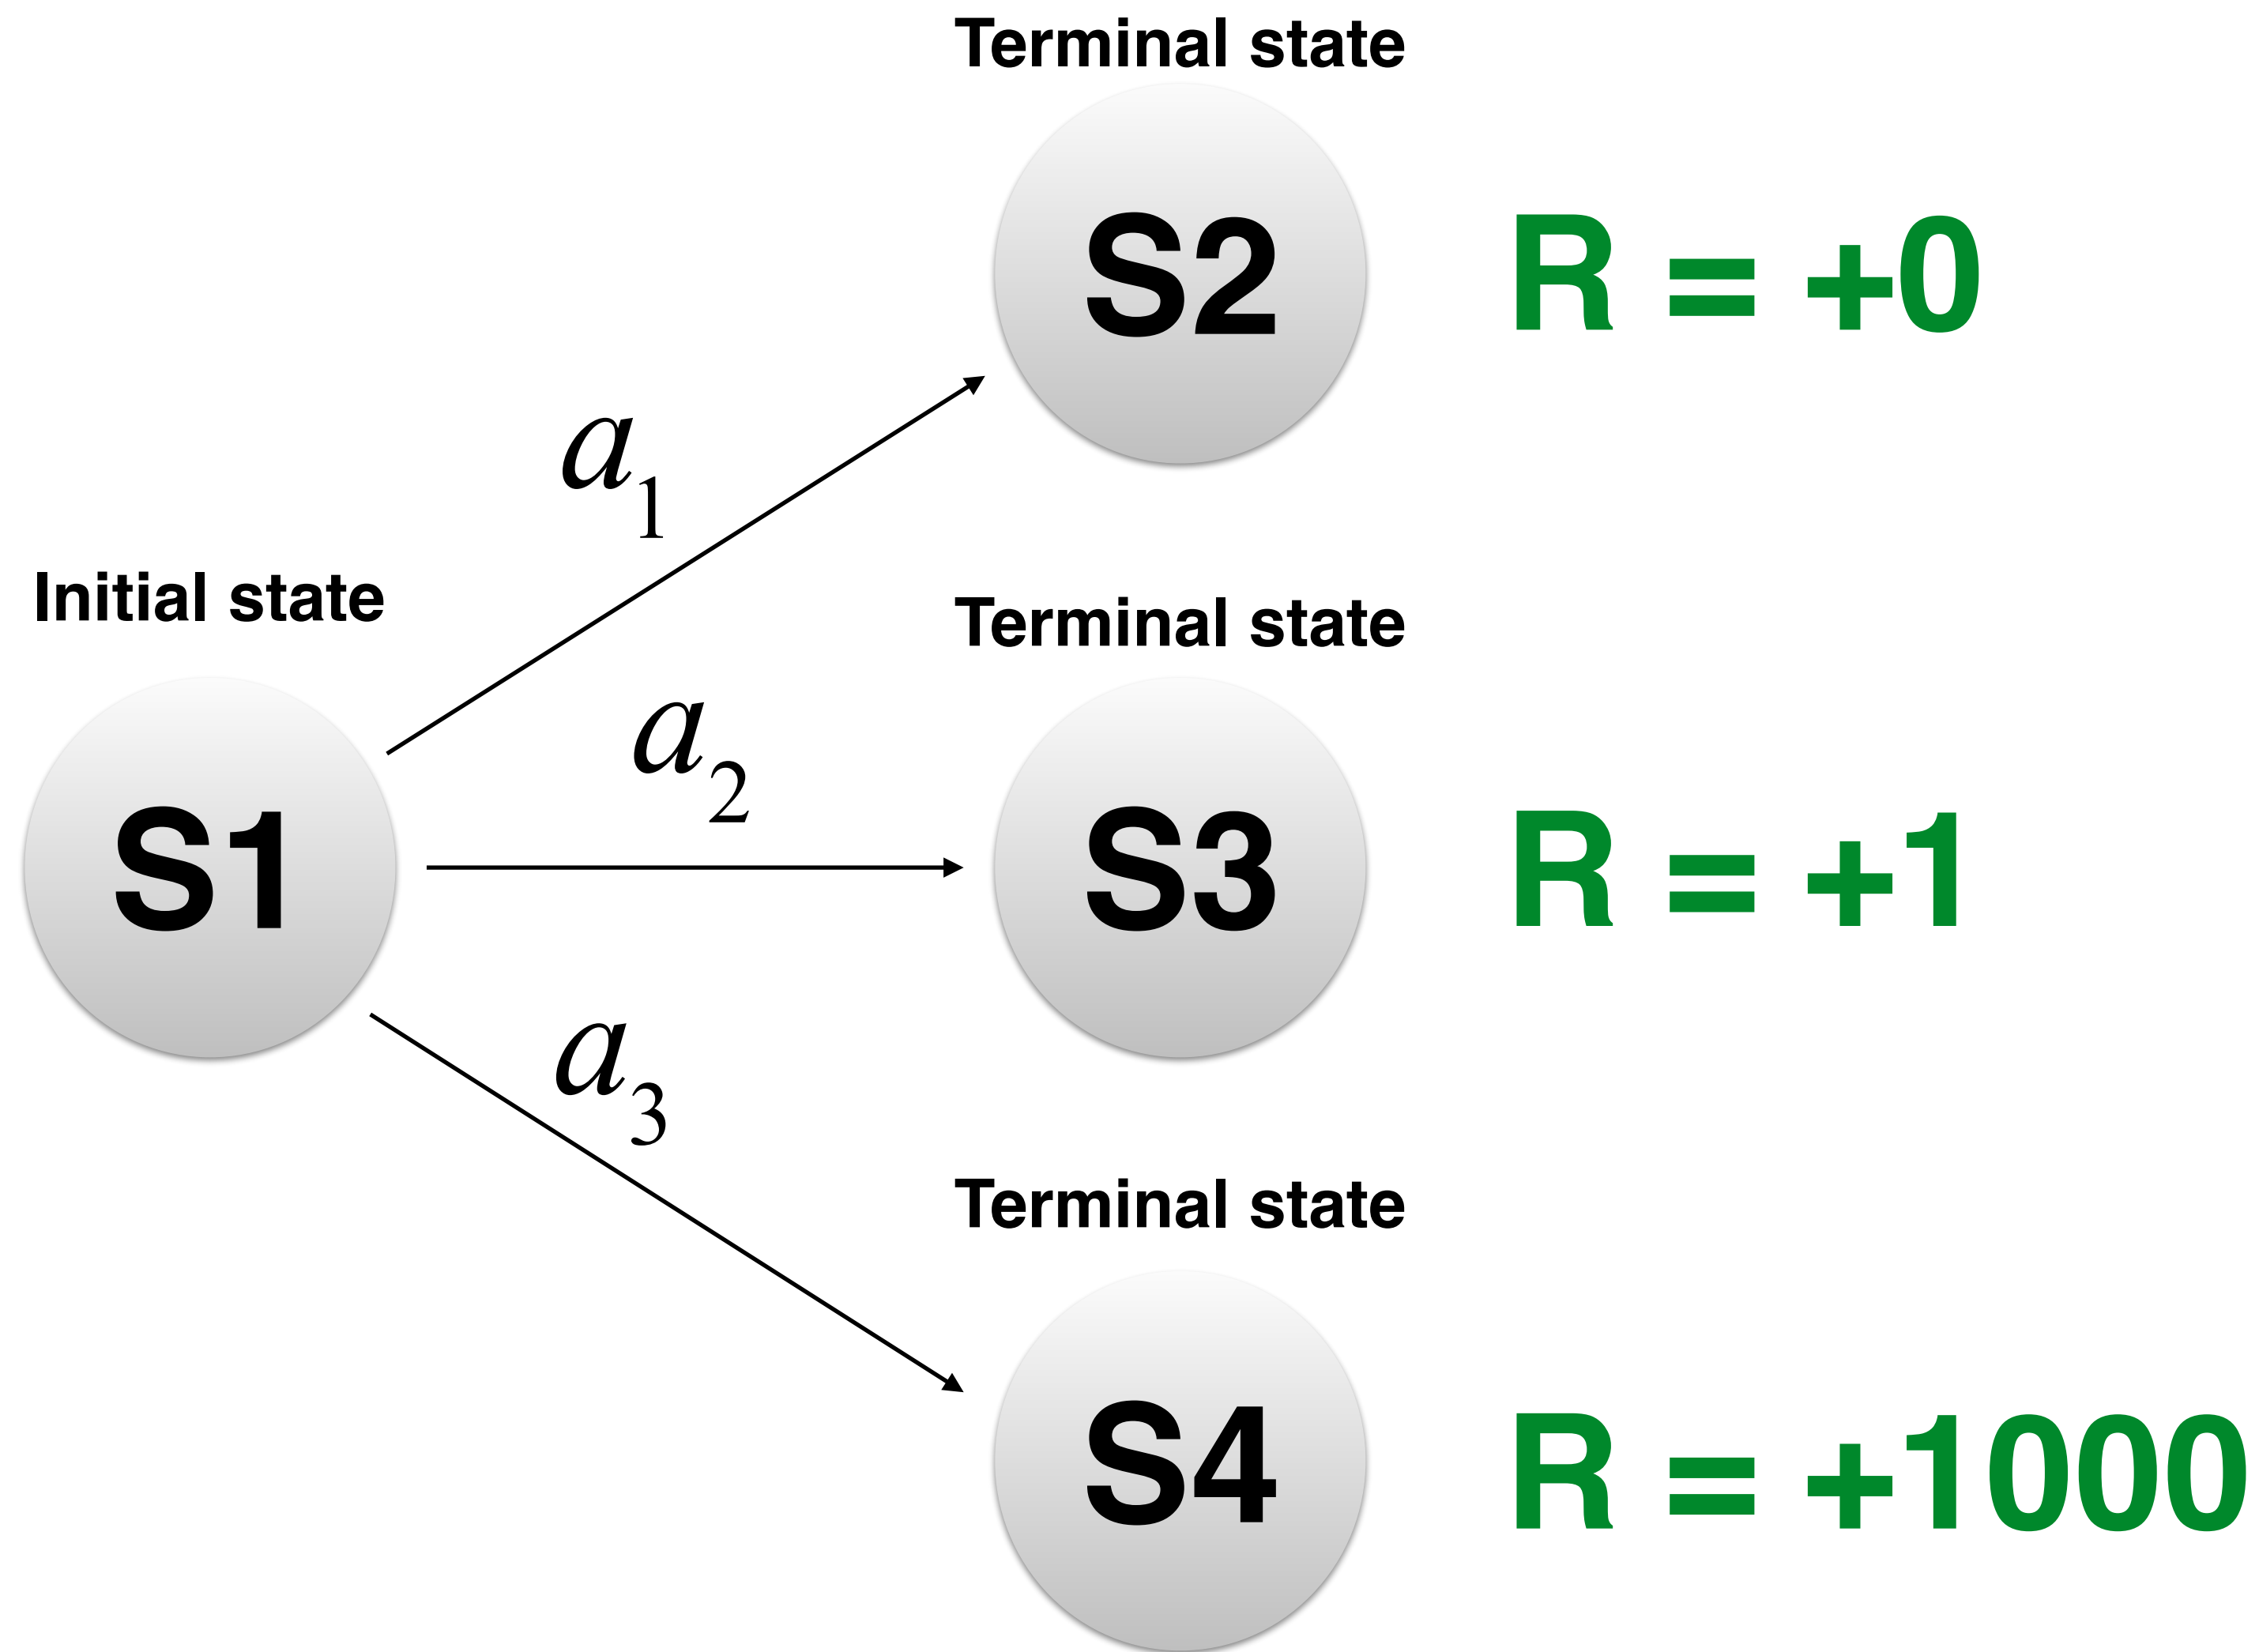 Terminal state
S2
R = +0
a1
Initial state
Terminal state
a2
S1
S3
R = +1
a3
Terminal state
S4
R = +1000